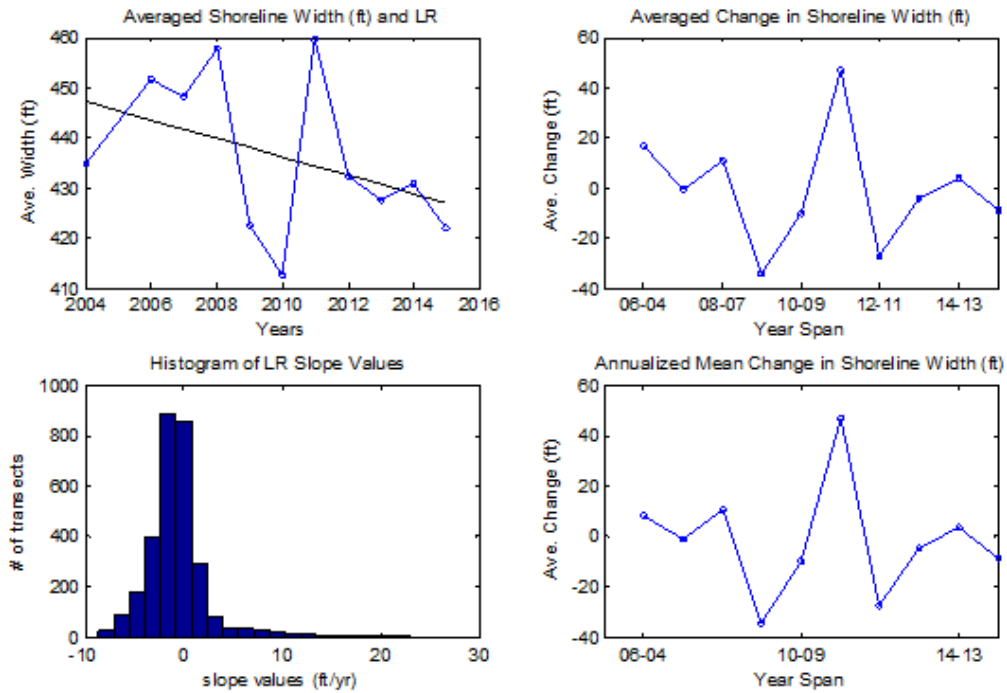 Averaged Shoreline Width (ft) and LR
460
450
440
430
420
410
Ave. Width (ft)
2004 2006 2008 2010 2012 2014 2016
Years
Averaged Change in Shoreline Width (ft)
60
40
20
0
-20
-40
Ave. Change (ft)
06-04 08-07 10-09 12-11 14-13
Year Span
Histogram of LR Slope Values
1000
800
600
400
200
0
# of transects
-10 0 10 20 30
slope values (ft/yr)
Annualized Mean Change in Shoreline Width (ft)
60
40
20
0
-20
-40
Ave. Change (ft)
06-04 10-09 14-13
Year Span